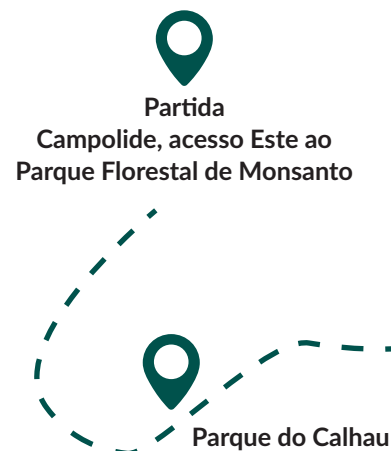 Partida
Campolide, acesso Este ao
Parque Florestal de Monsanto
Parque do Calhau